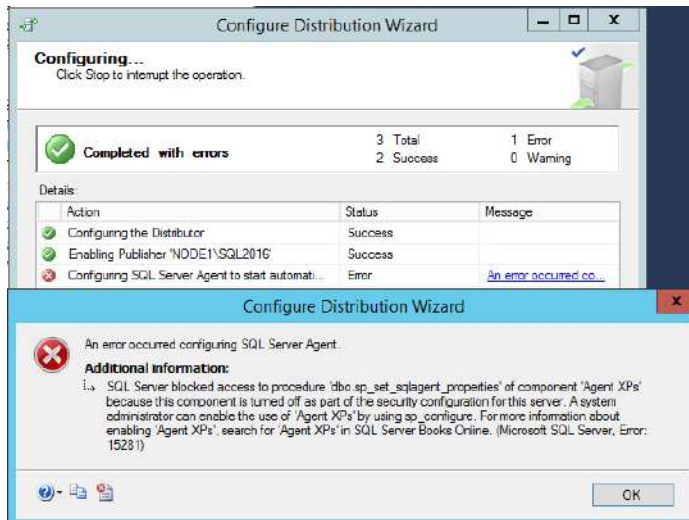 Configure Distribution Wizard
Configuring...
Click Stop to interrupt the operation.
Completed with errors
3 Total 1 Error
2 Success 0 Warning
Details:
Action Status Message
Configuring the Distributor Success
Enabling Publisher 'NODE1\SQL2016' Success
Configuring SQL Server Agent to start automati... Error An error occurred co...
Configure Distribution Wizard
An error occurred configuring SQL Server Agent.
Additional information:
SQL Server blocked access to procedure 'dbo.sp_set_sqlagent_properties' of component 'Agent XPs'
because this component is turned off as part of the security configuration for this server. A system
administrator can enable the use of 'Agent XPs' by using sp_configure. For more information about
enabling 'Agent XPs', search for 'Agent XPs' in SQL Server Books Online. (Microsoft SQL Server, Error:
15281)
OK